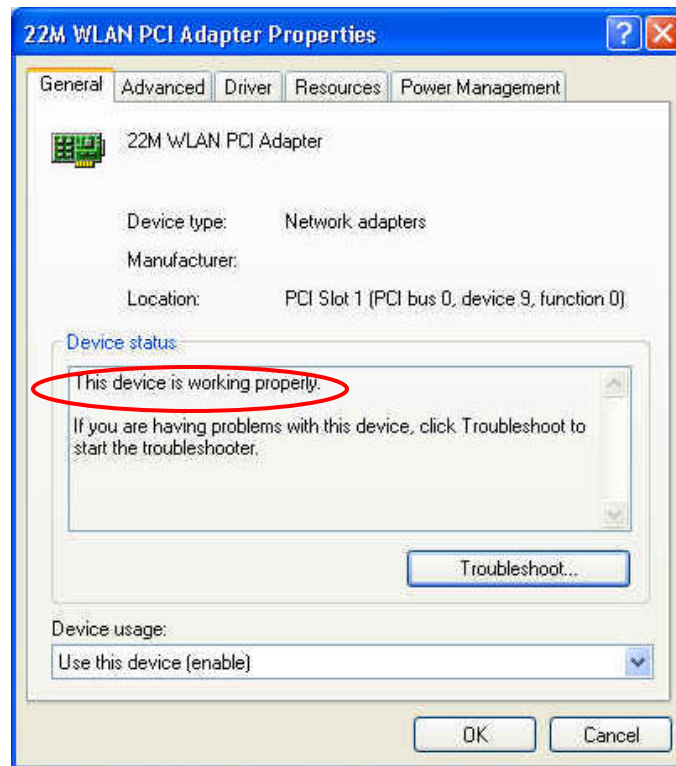 22M WLAN PCI Adapter Properties
General Advanced Driver Resources Power Management
22M WLAN PCI Adapter
Device type: Network adapters
Manufacturer:
Location: PCI Slot 1 (PCI bus 0, device 9, function 0)
Device status
This device is working properly.
If you are having problems with this device, click Troubleshoot to
start the troubleshooter.
Troubleshoot...
Device usage:
Use this device (enable)
OK Cancel